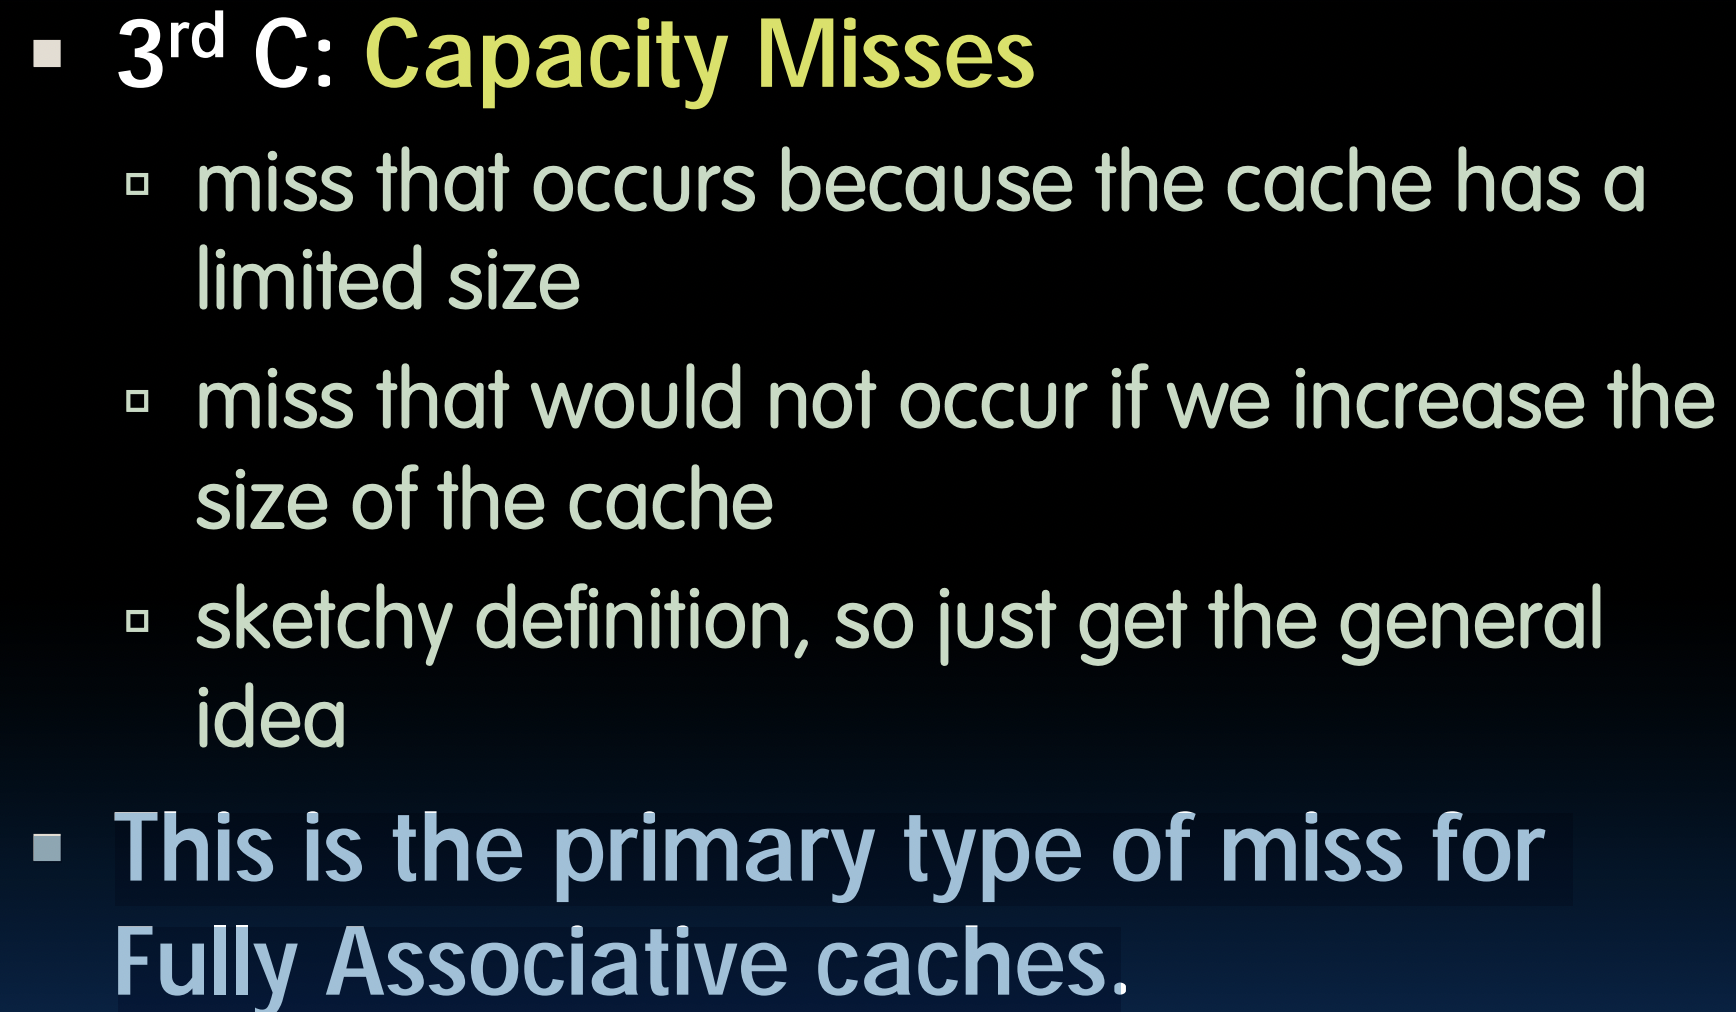 3rd C: Capacity Misses
miss that occurs because the cache has a
limited size
miss that would not occur if we increase the
size of the cache
sketchy definition, so just get the general
idea
This is the primary type of miss for
Fully Associative caches.